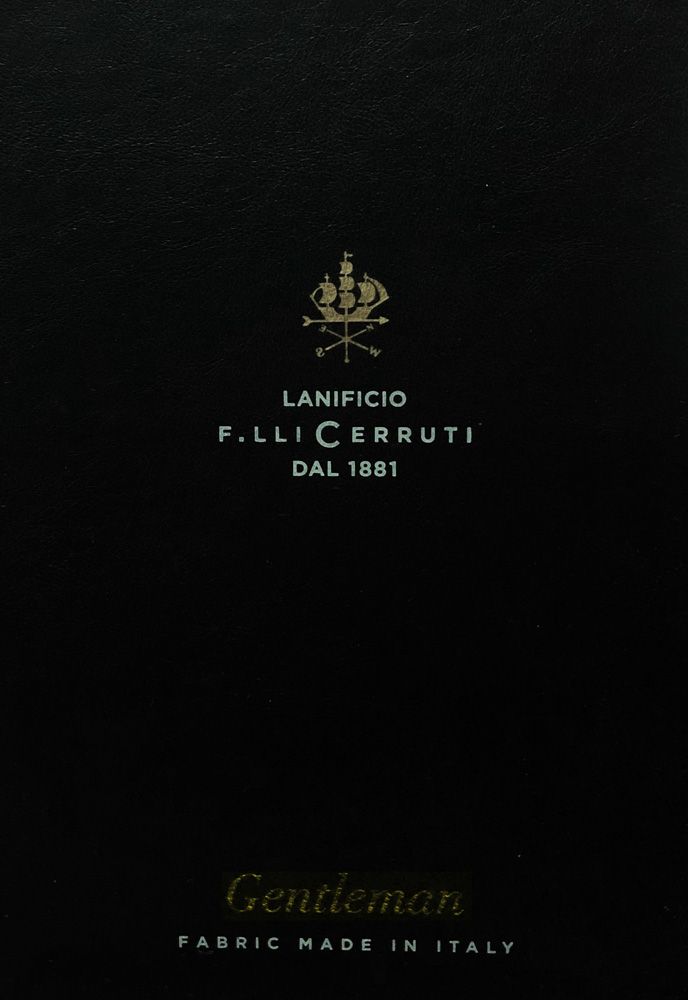 S W
LANIFICIO
F.LLI CERRUTI
DAL 1881
Gentleman
FABRIC MADE IN ITALY